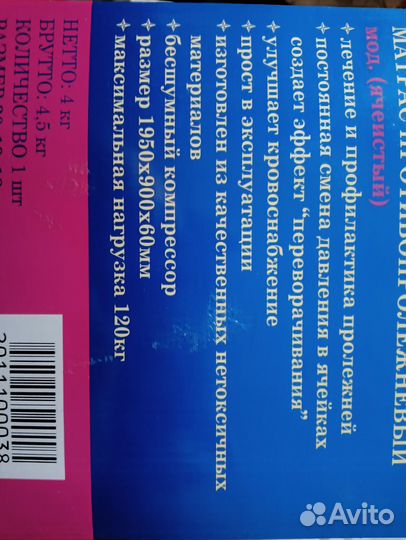 МАТРАС ПРОТИВОПРОЛЕЖНЕВЫЙ
мод. (ячеистый)
лечение и профилактика пролежней
постоянная смена давления в ячейках
создает эффект "переворачивания"
улучшает кровоснабжение
прост в эксплуатации
изготовлен из качественных нетоксичных
материалов
бесшумный компрессор
размер 1950х900х60мм
максимальная нагрузка 120кг
НЕТТО: 4 кг
БРУТТО: 4,5 кг
КОЛИЧЕСТВО 1 шт
Avito